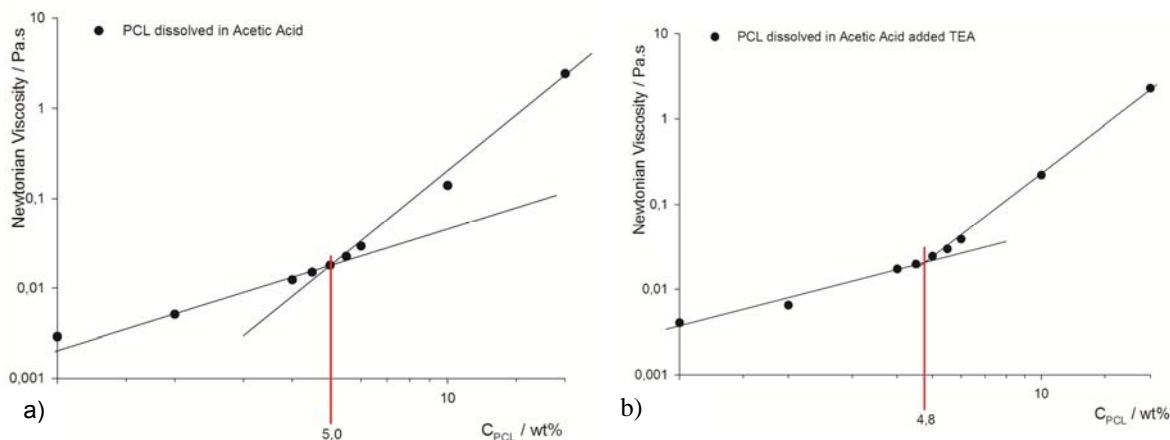 10
1
0,1
0,01
0,001
Newtonian Viscosity / Pa.s
PCL dissolved in Acetic Acid
10
5,0
C_PCL / wt%
a)
10
1
0,1
0,01
0,001
Newtonian Viscosity / Pa.s
PCL dissolved in Acetic Acid added TEA
10
4,8
C_PCL / wt%
b)